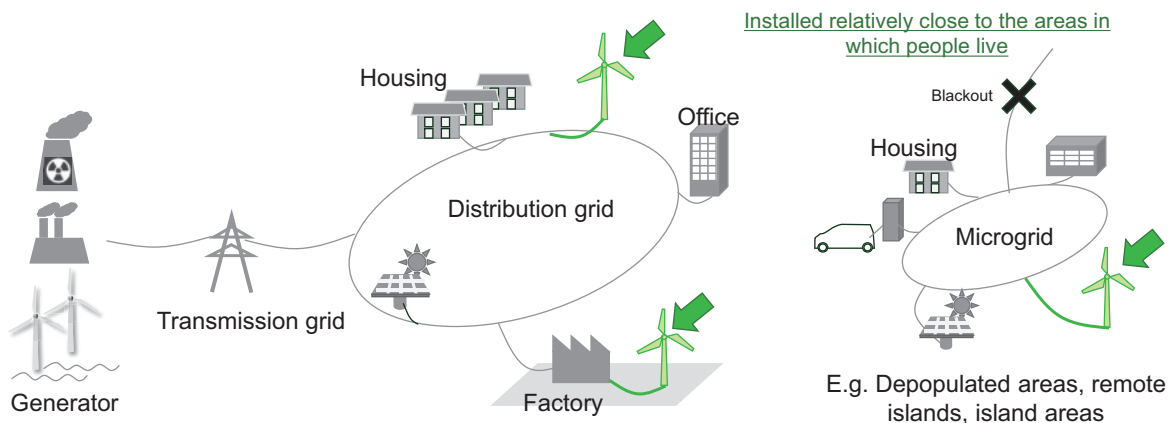 Installed relatively close to the areas in
which people live
Housing
Blackout
Office
Housing
Distribution grid
Microgrid
Transmission grid
Generator
Factory
E.g. Depopulated areas, remote
islands, island areas